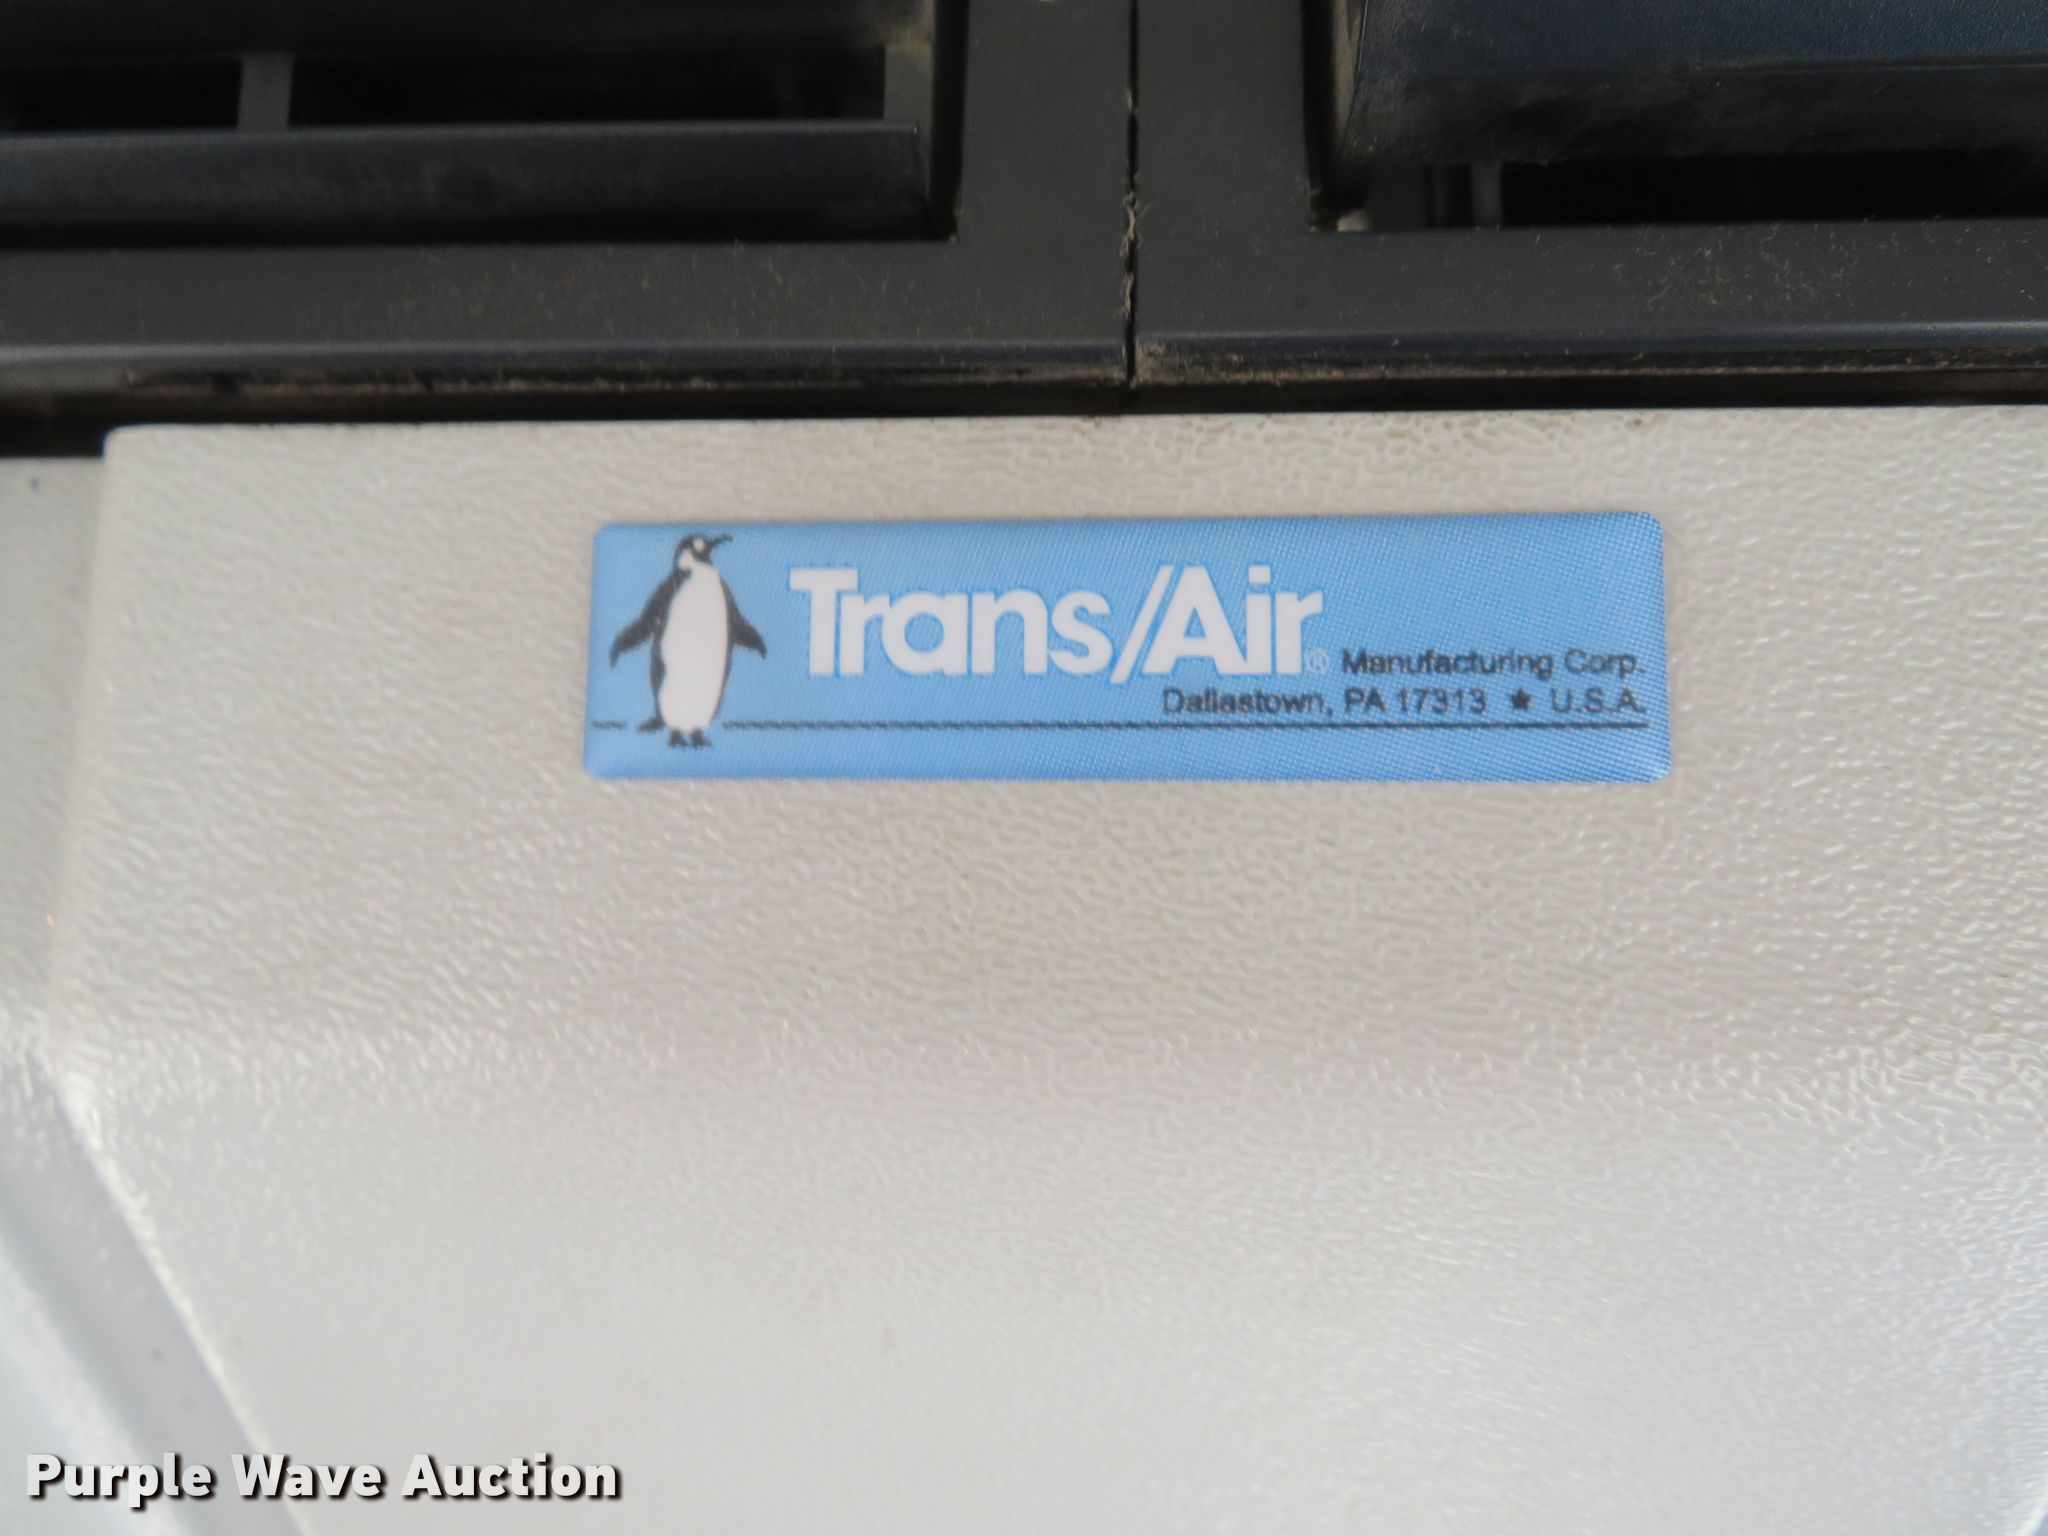 Trans/Air® Manufacturing Corp.
Dallastown, PA 17313 ★ U.S.A.
Purple Wave Auction